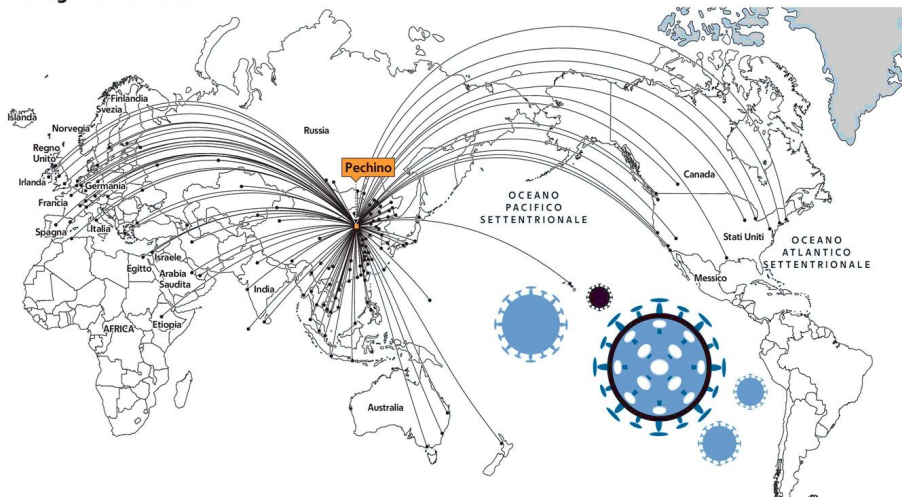 Finlandia
Svezia
Islanda
Norvegia
Russia
Regno
Unito
Pechino
Irlanda
Germania
Canada
Francia
OCEANO
PACIFICO
SETTENTRIONALE
Spagna
Italia
Stati Uniti
OCEANO
ATLANTICO
SETTENTRIONALE
Israele
Egitto
Arabia
Saudita
India
Messico
AFRICA
Etiopia
Australia